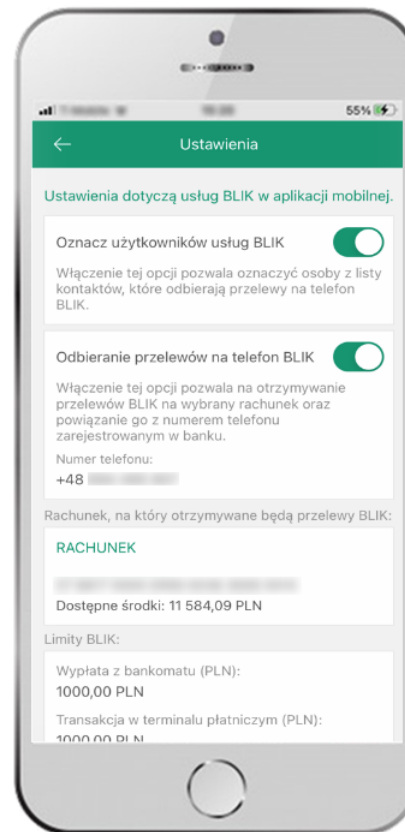 55%
Ustawienia
Ustawienia dotyczą usług BLIK w aplikacji mobilnej.
Oznacz użytkowników usług BLIK
Włączenie tej opcji pozwala oznaczyć osoby z listy
kontaktów, które odbierają przelewy na telefon
BLIK.
Odbieranie przelewów na telefon BLIK
Włączenie tej opcji pozwala na otrzymywanie
przelewów BLIK na wybrany rachunek oraz
powiązanie go z numerem telefonu
zarejestrowanym w banku.
Numer telefonu:
+48
Rachunek, na który otrzymywane będą przelewy BLIK:
RACHUNEK
Dostępne środki: 11 584,09 PLN
Limity BLIK:
Wypłata z bankomatu (PLN):
1000,00 PLN
Transakcja w terminalu płatniczym (PLN):
1000,00 PLN